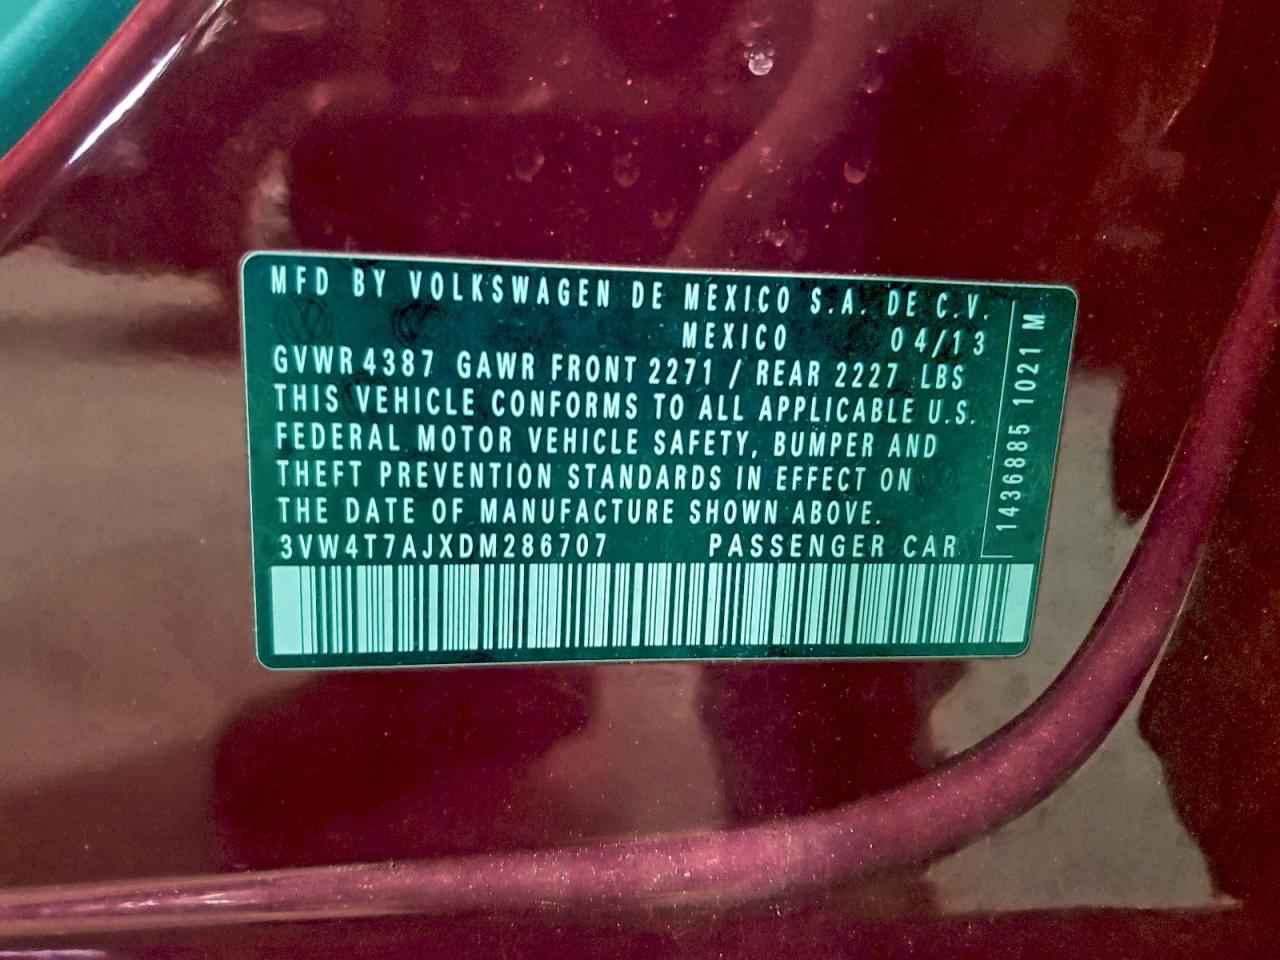 MFD BY VOLKSWAGEN DE MEXICO S.A. DE C.V.
MEXICO 04/13
GVWR 4387 GAWR FRONT 2271 / REAR 2227 LBS
THIS VEHICLE CONFORMS TO ALL APPLICABLE U.S.
FEDERAL MOTOR VEHICLE SAFETY, BUMPER AND
THEFT PREVENTION STANDARDS IN EFFECT ON
THE DATE OF MANUFACTURE SHOWN ABOVE.
3VW4T7AJXDM286707 PASSENGER CAR
1436885 1021 M